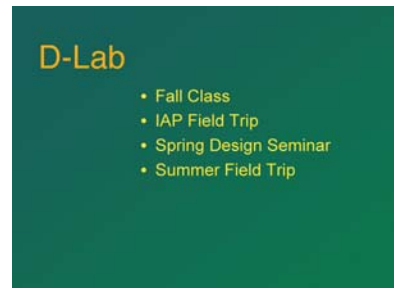 D-Lab
• Fall Class
• IAP Field Trip
• Spring Design Seminar
• Summer Field Trip